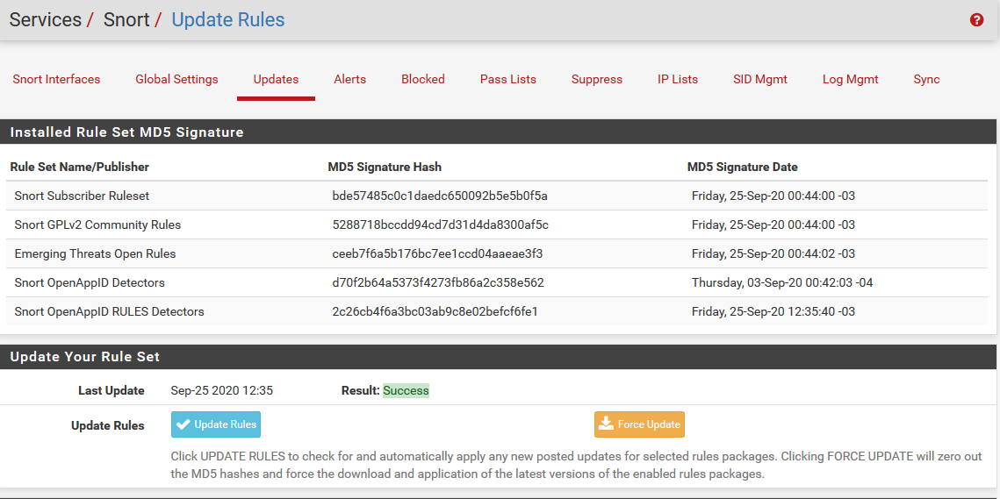 Services / Snort / Update Rules
Snort Interfaces Global Settings Updates Alerts Blocked Pass Lists Suppress IP Lists SID Mgmt Log Mgmt Sync
Installed Rule Set MD5 Signature
Rule Set Name/Publisher MD5 Signature Hash MD5 Signature Date
Snort Subscriber Ruleset bde57485c0c1daedc650092b5e5b0f5a Friday, 25-Sep-20 00:44:00 -03
Snort GPLv2 Community Rules 5288718bccdd94cd7d31d4da8300af5c Friday, 25-Sep-20 00:44:00 -03
Emerging Threats Open Rules ceeb7f6a5b176bc7ee1ccd04aaeae3f3 Friday, 25-Sep-20 00:44:02 -03
Snort OpenAppID Detectors d70f2b64a5373f4273fb86a2c358e562 Thursday, 03-Sep-20 00:42:03 -04
Snort OpenAppID RULES Detectors 2c26cb4f6a3bc03ab9c8e02befcf6fe1 Friday, 25-Sep-20 12:35:40 -03
Update Your Rule Set
Last Update Sep-25 2020 12:35 Result: Success
Update Rules Update Rules Force Update
Click UPDATE RULES to check for and automatically apply any new posted updates for selected rules packages. Clicking FORCE UPDATE will zero out
the MD5 hashes and force the download and application of the latest versions of the enabled rules packages.